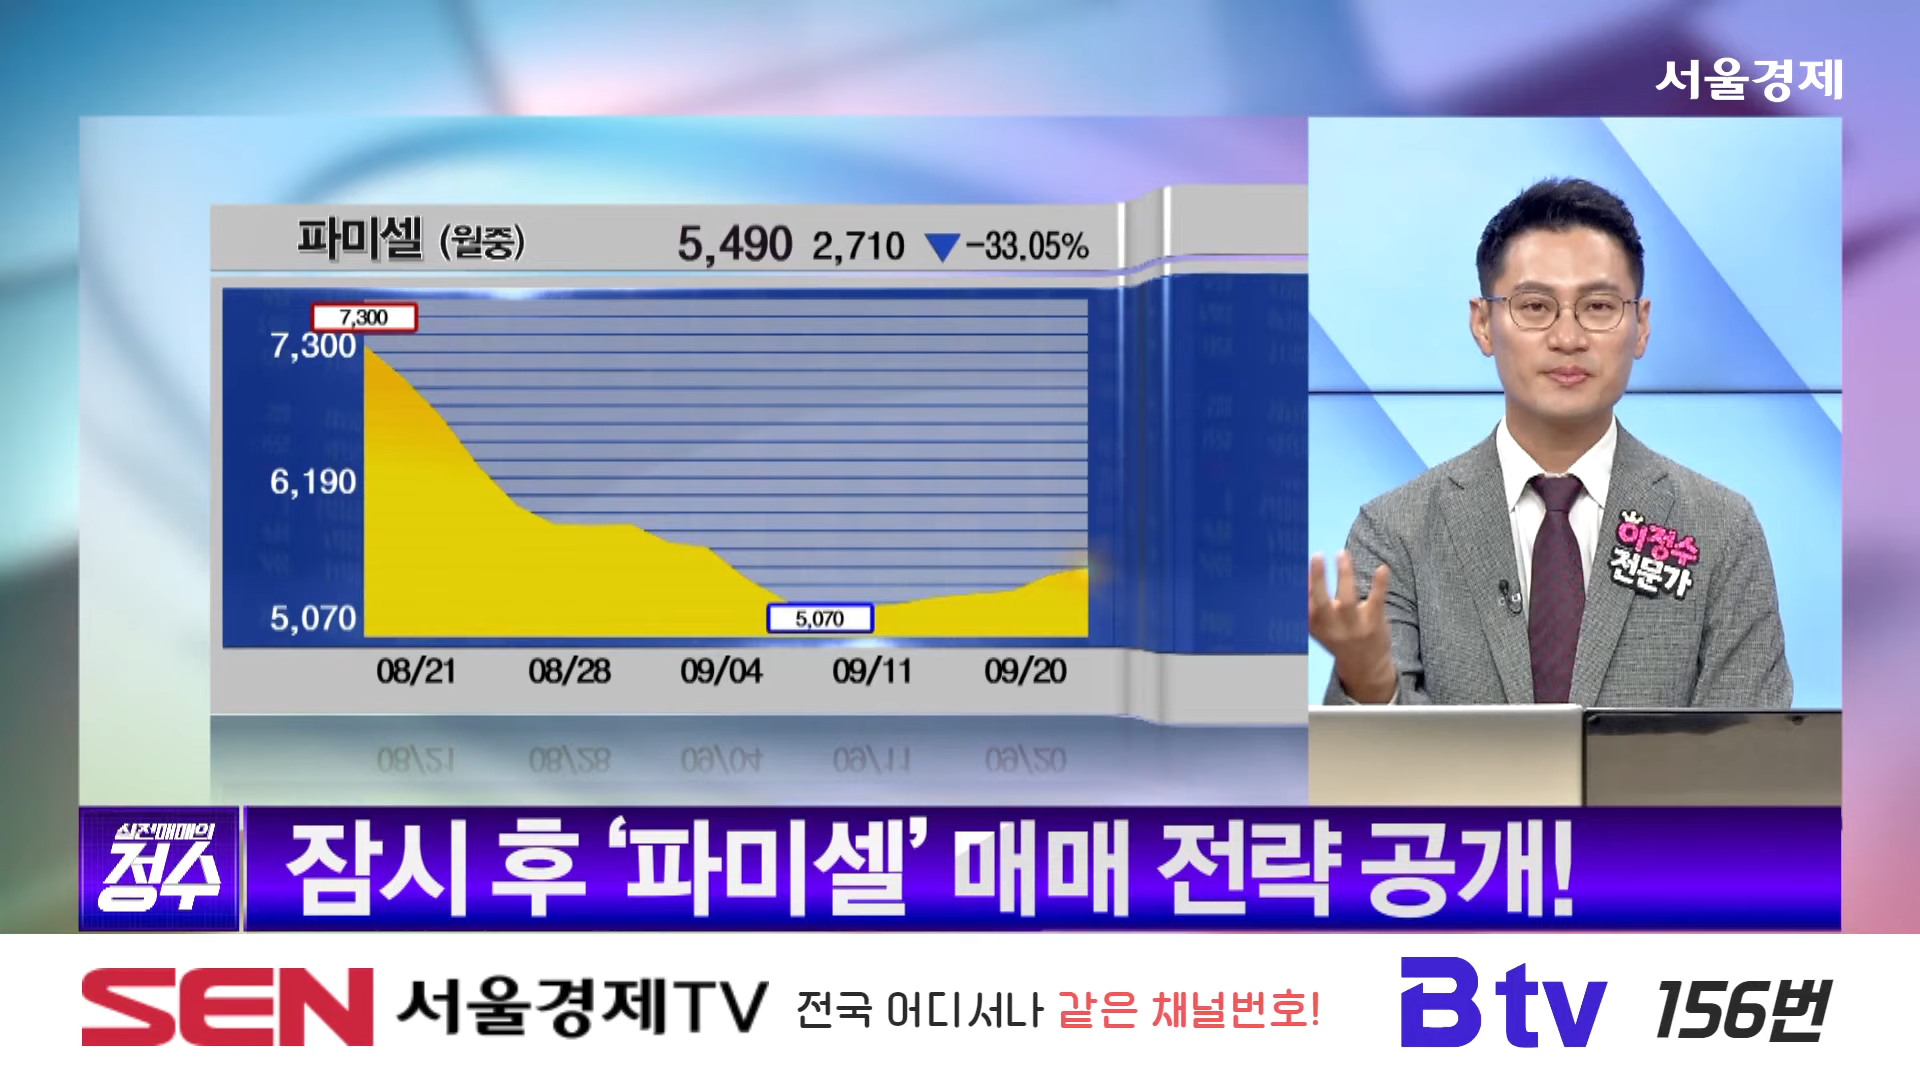 서울경제
파미셀 (월중) 5,490 2,710 ▼ -33.05%
7,300
7,300
6,190
5,070
5,070
08/21 08/28 09/04 09/11 09/20
이정수
전문가
실전매매의
정수
잠시 후 ‘파미셀’ 매매 전략 공개!
SEN 서울경제TV 전국 어디서나 같은 채널번호! B tv 156번